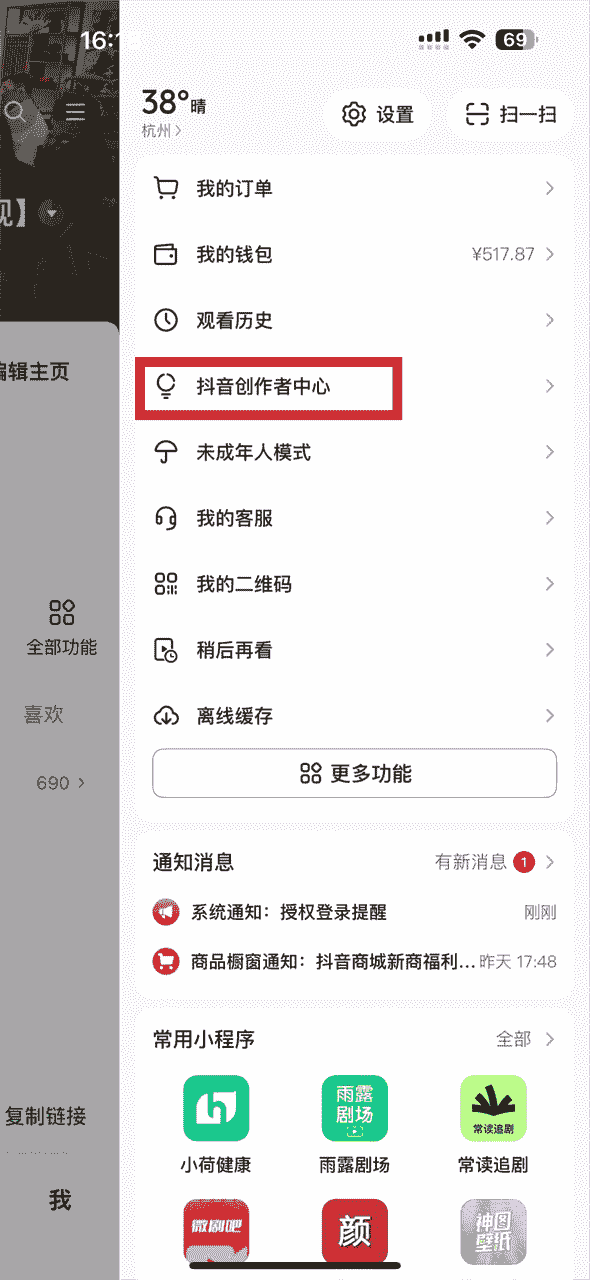 16:1
69
38° 晴
杭州
设置
扫一扫
我的订单
我的钱包 ¥517.87
观看历史
抖音创作者中心
未成年人模式
我的客服
我的二维码
稍后再看
离线缓存
更多功能
观】
编辑主页
全部功能
喜欢
690
复制链接
我
通知消息 有新消息 1
系统通知：授权登录提醒 刚刚
商品橱窗通知：抖音商城新商福利... 昨天 17:48
常用小程序 全部
雨露
剧场
常读追剧
小荷健康 雨露剧场 常读追剧
微剧吧
颜
神图
壁纸